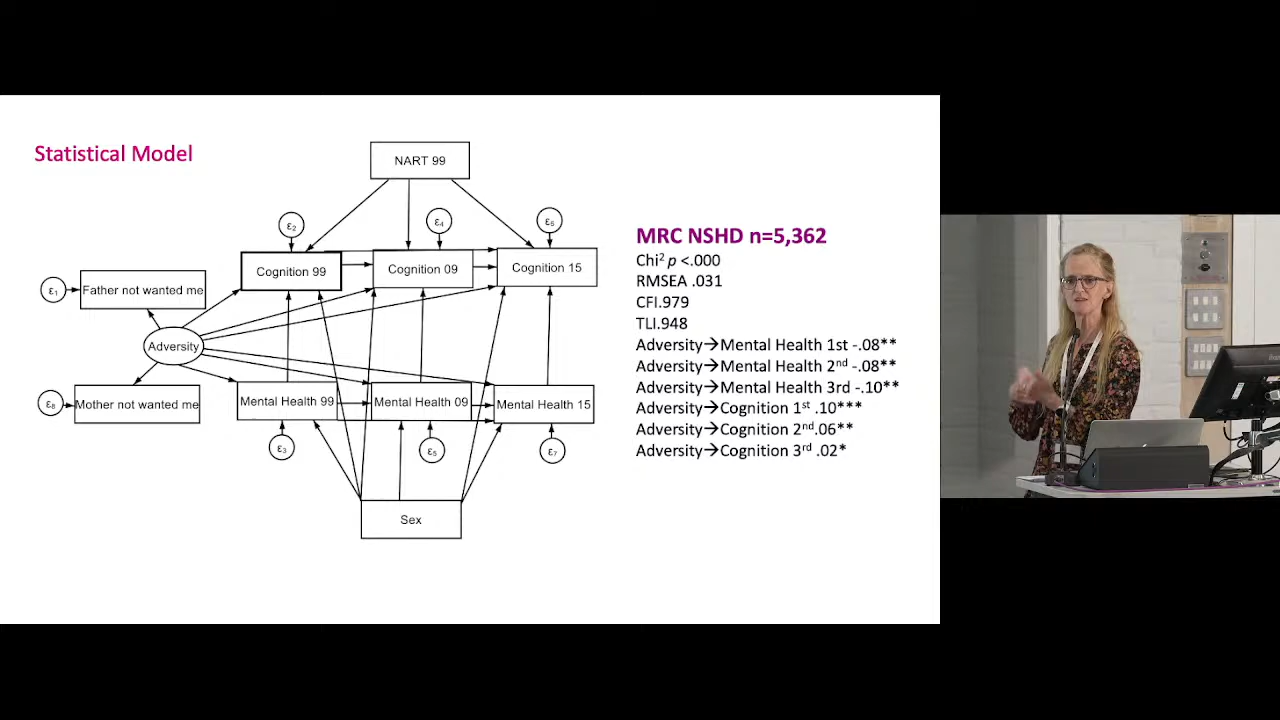 Statistical Model
NART 99
ε2
ε4
ε6
Cognition 99
Cognition 09
Cognition 15
ε1
Father not wanted me
Adversity
ε8
Mother not wanted me
Mental Health 99
Mental Health 09
Mental Health 15
ε3
ε5
ε7
Sex
MRC NSHD n=5,362
Chi² p <.000
RMSEA .031
CFI.979
TLI.948
Adversity→Mental Health 1st -.08**
Adversity→Mental Health 2nd -.08**
Adversity→Mental Health 3rd -.10**
Adversity→Cognition 1st .10***
Adversity→Cognition 2nd.06**
Adversity→Cognition 3rd .02*